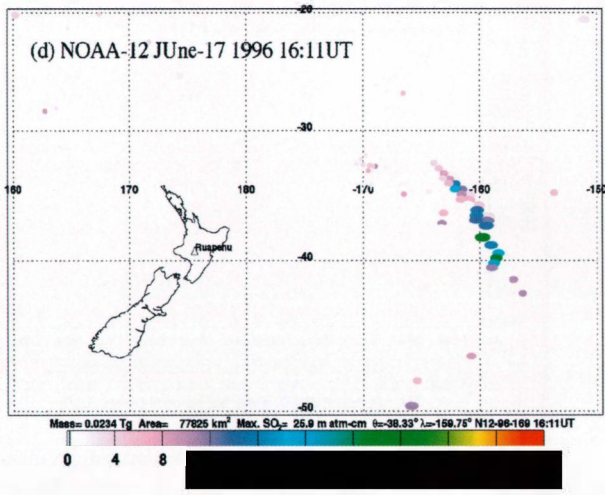 -20
(d) NOAA-12 JUne-17 1996 16:11UT
-30
160 170 180 -170 -160 -150
Ruapehu
-40
-50
Mass= 0.0234 Tg Area= 77825 km² Max. SO₂= 25.9 m atm-cm θ=-38.33° λ=-159.75° N12-96-169 16:11UT
0 4 8